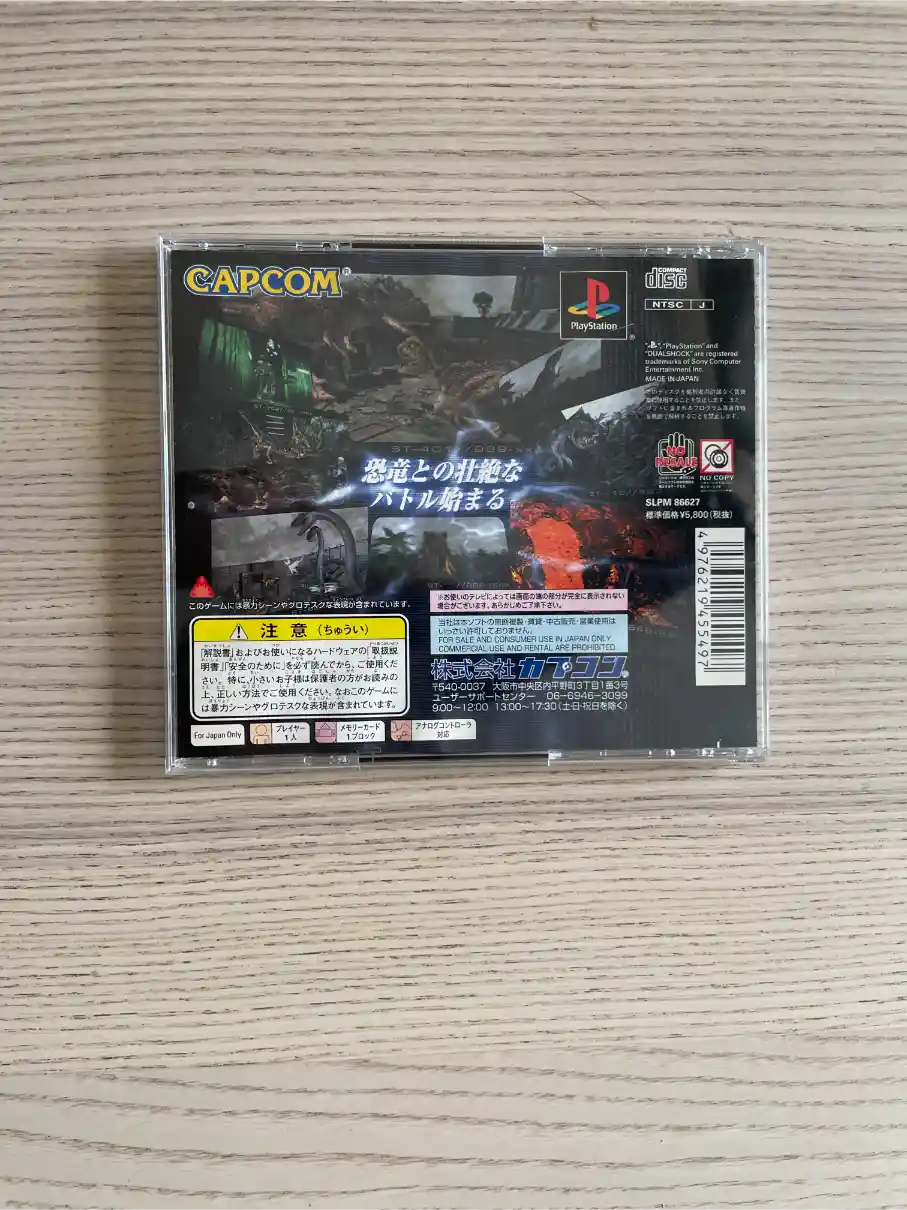 CAPCOM®
PlayStation
®
COMPACT
disc
NTSC J
"PlayStation" and
"DUALSHOCK" are registered
trademarks of Sony Computer
Entertainment Inc.
MADE IN JAPAN
NO
RESALE
NO COPY
SLPM 86627
標準価格¥5,800(税抜)
恐竜との壮絶な
バトル始まる
4976219455497
このゲームには暴力シーンやグロテスクな表現が含まれています。
注意(ちゅうい)
「解説書」およびお使いになるハードウェアの「取扱説
明書」「安全のために」を必ず読んでから、ご使用くだ
さい。特に、小さいお子様は保護者の方がお読みの
上、正しい方法でご使用ください。なおこのゲームに
は暴力シーンやグロテスクな表現が含まれています。
※お使いのテレビによっては画面の端の部分が完全に表示されない
場合がございます。あらかじめご了承下さい。
当社は本ソフトの無断複製・賃貸・中古販売・営業使用は
いっさい許可しておりません。
FOR SALE AND CONSUMER USE IN JAPAN ONLY
COMMERCIAL USE AND RENTAL ARE PROHIBITED.
株式会社カプコン
〒540-0037 大阪市中央区内平野町3丁目1番3号
ユーザーサポートセンター 06-6946-3099
9:00~12:00 13:00~17:30(土・日・祝日を除く)
For Japan Only
プレイヤー
1人
メモリーカード
1ブロック
アナログコントローラ
対応